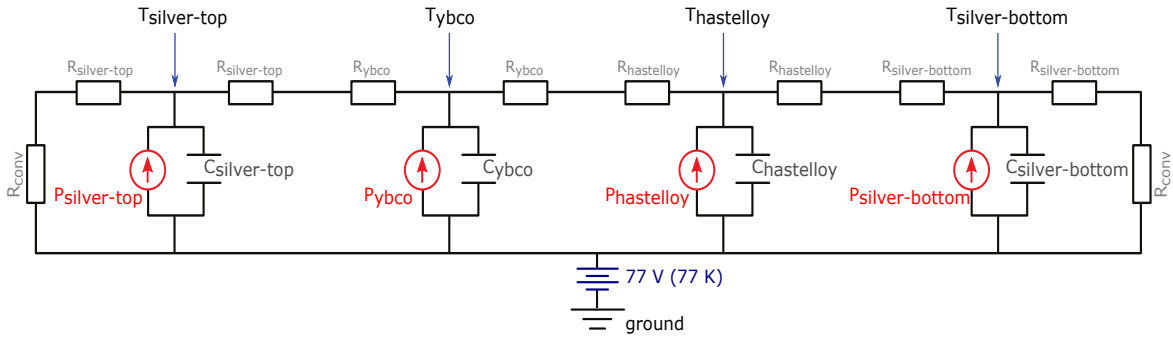 Tsilver-top
Tybco
Thastelloy
Tsilver-bottom
Rsilver-top
Rsilver-top
Rybco
Rybco
Rhastelloy
Rhastelloy
Rsilver-bottom
Rsilver-bottom
Rconv
Csilver-top
Psilver-top
Cybco
Pybco
Chastelloy
Phastelloy
Csilver-bottom
Psilver-bottom
Rconv
77 V (77 K)
ground